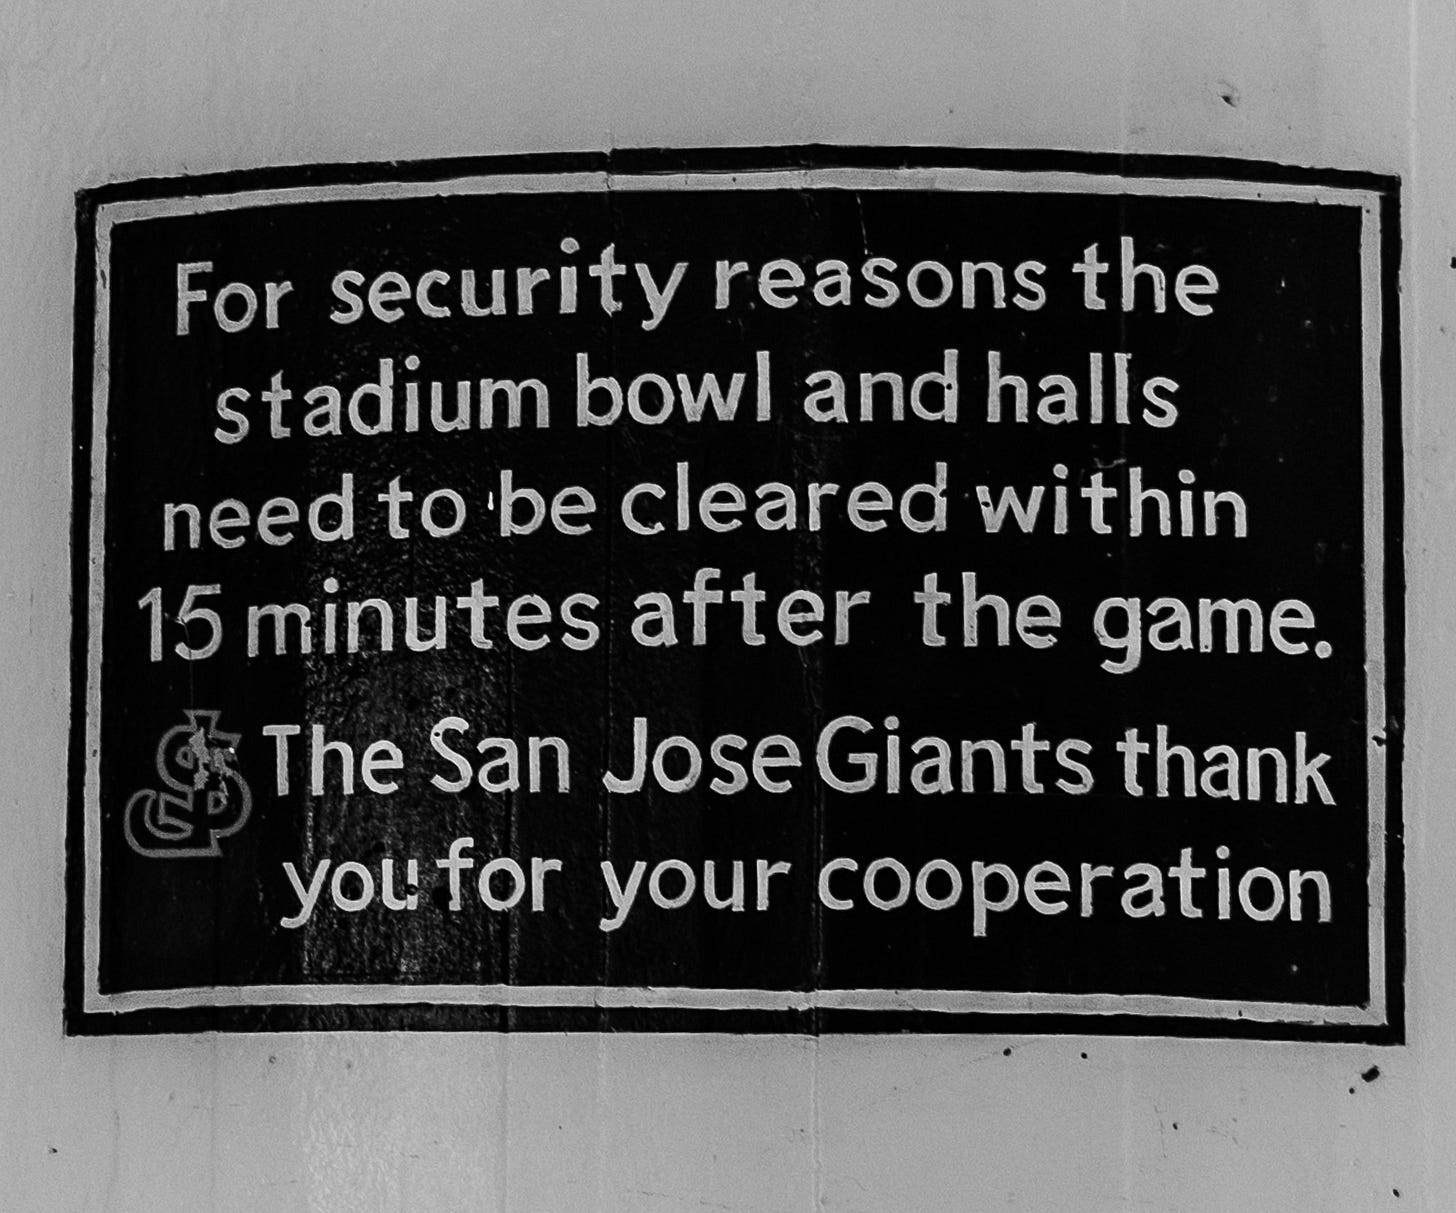 For security reasons the
stadium bowl and halls
need to be cleared within
15 minutes after the game.
The San Jose Giants thank
you for your cooperation